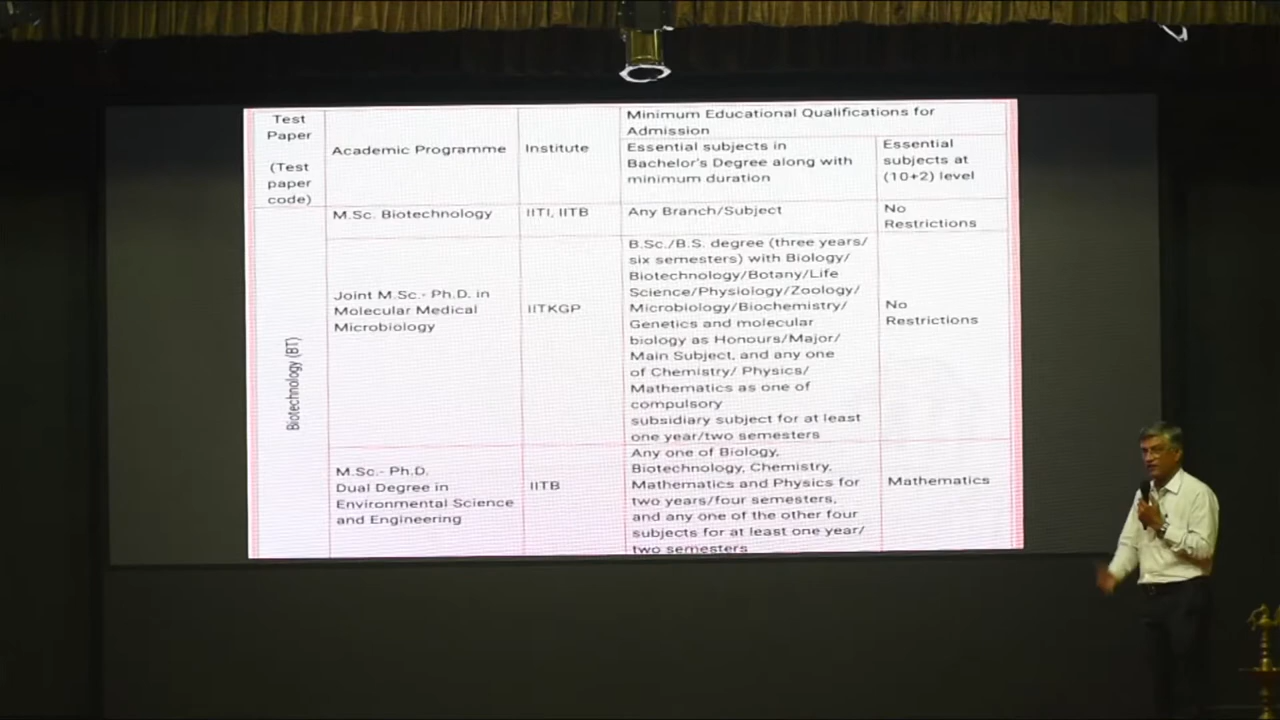 Test
Paper
(Test
paper
code)
Academic Programme
Institute
Minimum Educational Qualifications for
Admission
Essential subjects in
Bachelor's Degree along with
minimum duration
Essential
subjects at
(10+2) level
Biotechnology (BT)
M.Sc. Biotechnology
IITI, IITB
Any Branch/Subject
No
Restrictions
Joint M.Sc.- Ph.D. in
Molecular Medical
Microbiology
IITKGP
B.Sc./B.S. degree (three years/
six semesters) with Biology/
Biotechnology/Botany/Life
Science/Physiology/Zoology/
Microbiology/Biochemistry/
Genetics and molecular
biology as Honours/Major/
Main Subject, and any one
of Chemistry/ Physics/
Mathematics as one of
compulsory
subsidiary subject for at least
one year/two semesters
No
Restrictions
M.Sc.- Ph.D.
Dual Degree in
Environmental Science
and Engineering
IITB
Any one of Biology,
Biotechnology, Chemistry,
Mathematics and Physics for
two years/four semesters,
and any one of the other four
subjects for at least one year/
two semesters
Mathematics